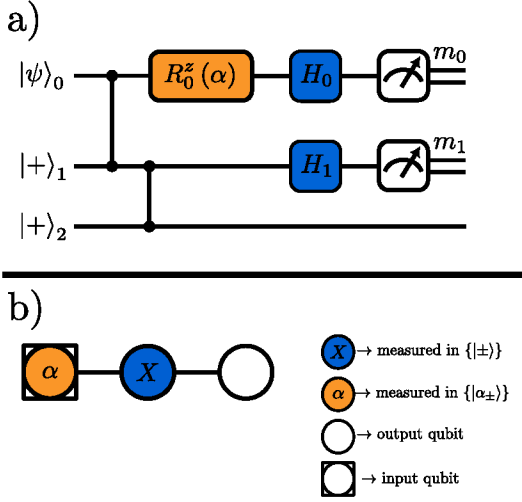 a)
|ψ⟩₀ R₀ᶻ (α) H₀ m₀
|+⟩₁ H₁ m₁
|+⟩₂
b)
α X
X → measured in {|±⟩}
α → measured in {|α±⟩}
→ output qubit
→ input qubit